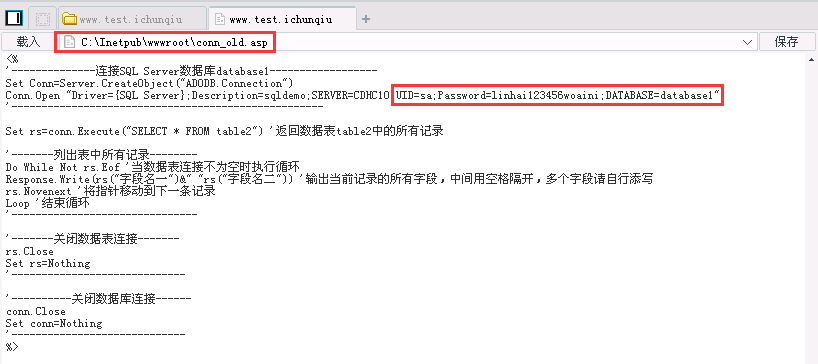 www.test.ichunqiu
www.test.ichunqiu
载入
C:\Inetpub\wwwroot\conn_old.asp
保存
<%
'--------------连接SQL Server数据库database1------------------
Set Conn=Server.CreateObject("ADODB.Connection")
Conn.Open "Driver={SQL Server};Description=sqldemo;SERVER=CDHC10;UID=sa;Password=linhai123456woaini;DATABASE=database1"
'----------------------------------------------------
Set rs=conn.Execute("SELECT * FROM table2") '返回数据表table2中的所有记录
'-------列出表中所有记录--------
Do While Not rs.Eof '当数据表连接不为空时执行循环
Response.Write(rs("字段名一")&" "rs("字段名二")) '输出当前记录的所有字段，中间用空格隔开，多个字段请自行添写
rs.Novenext '将指针移动到下一条记录
Loop '结束循环
'-------------------------------
'-------关闭数据表连接-------
rs.Close
Set rs=Nothing
'-----------------------------
'----------关闭数据库连接------
conn.Close
Set conn=Nothing
'-----------------------------
%>